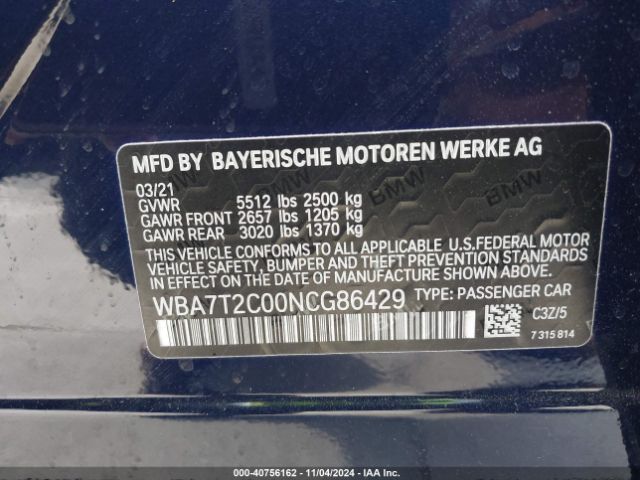 MFD BY BAYERISCHE MOTOREN WERKE AG
03/21
GVWR 5512 lbs 2500 kg
GAWR FRONT 2657 lbs 1205 kg
GAWR REAR 3020 lbs 1370 kg
THIS VEHICLE CONFORMS TO ALL APPLICABLE U.S.FEDERAL MOTOR
VEHICLE SAFETY, BUMPER AND THEFT PREVENTION STANDARDS
IN EFFECT ON THE DATE OF MANUFACTURE SHOWN ABOVE.
WBA7T2C00NCG86429 TYPE: PASSENGER CAR
C3Z/5
7 315 814
000-40756162 - 11/04/2024 - IAA Inc.